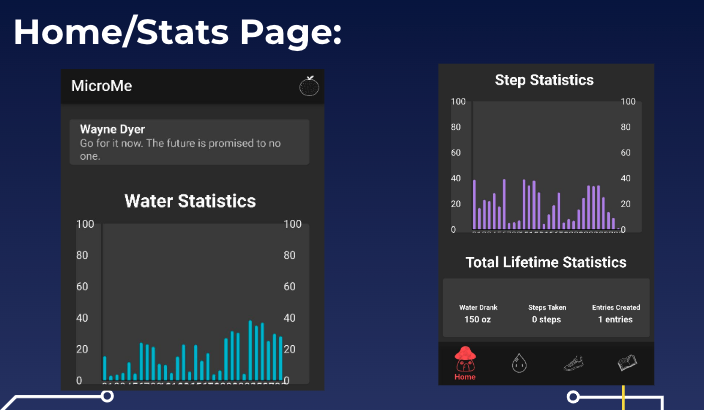 Home/Stats Page:
MicroMe
Wayne Dyer
Go for it now. The future is promised to no
one.
Water Statistics
100 100
80 80
60 60
40 40
20 20
0 0
Step Statistics
100 100
80 80
60 60
40 40
20 20
0 0
Total Lifetime Statistics
Water Drank Steps Taken Entries Created
150 oz 0 steps 1 entries
Home